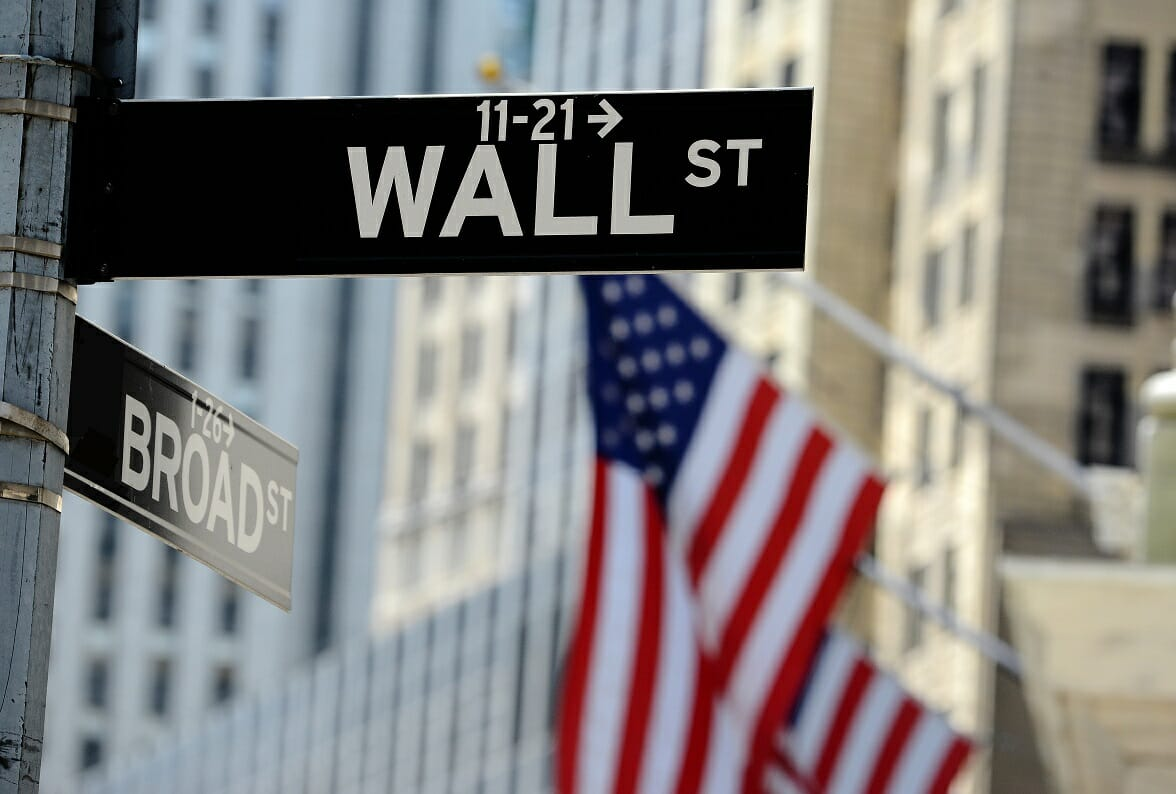 11-21→
WALL ST
1-26→
BROAD ST